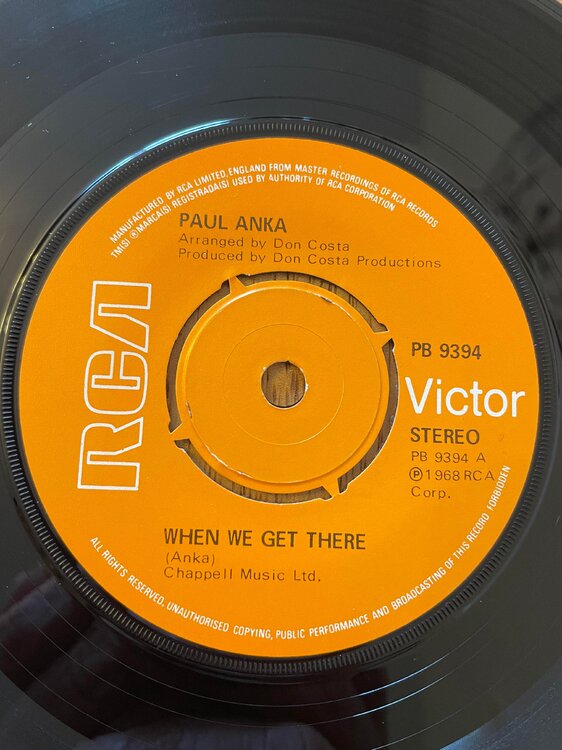 MANUFACTURED BY RCA LIMITED, ENGLAND FROM MASTER RECORDINGS OF RCA RECORDS
TM(S) ® MARCA(S) REGISTRADA(S) USED BY AUTHORITY OF RCA CORPORATION
PAUL ANKA
Arranged by Don Costa
Produced by Don Costa Productions
RCA
PB 9394
Victor
STEREO
PB 9394 A
℗1968 RCA
Corp.
WHEN WE GET THERE
(Anka)
Chappell Music Ltd.
ALL RIGHTS RESERVED. UNAUTHORISED COPYING, PUBLIC PERFORMANCE AND BROADCASTING OF THIS RECORD FORBIDDEN